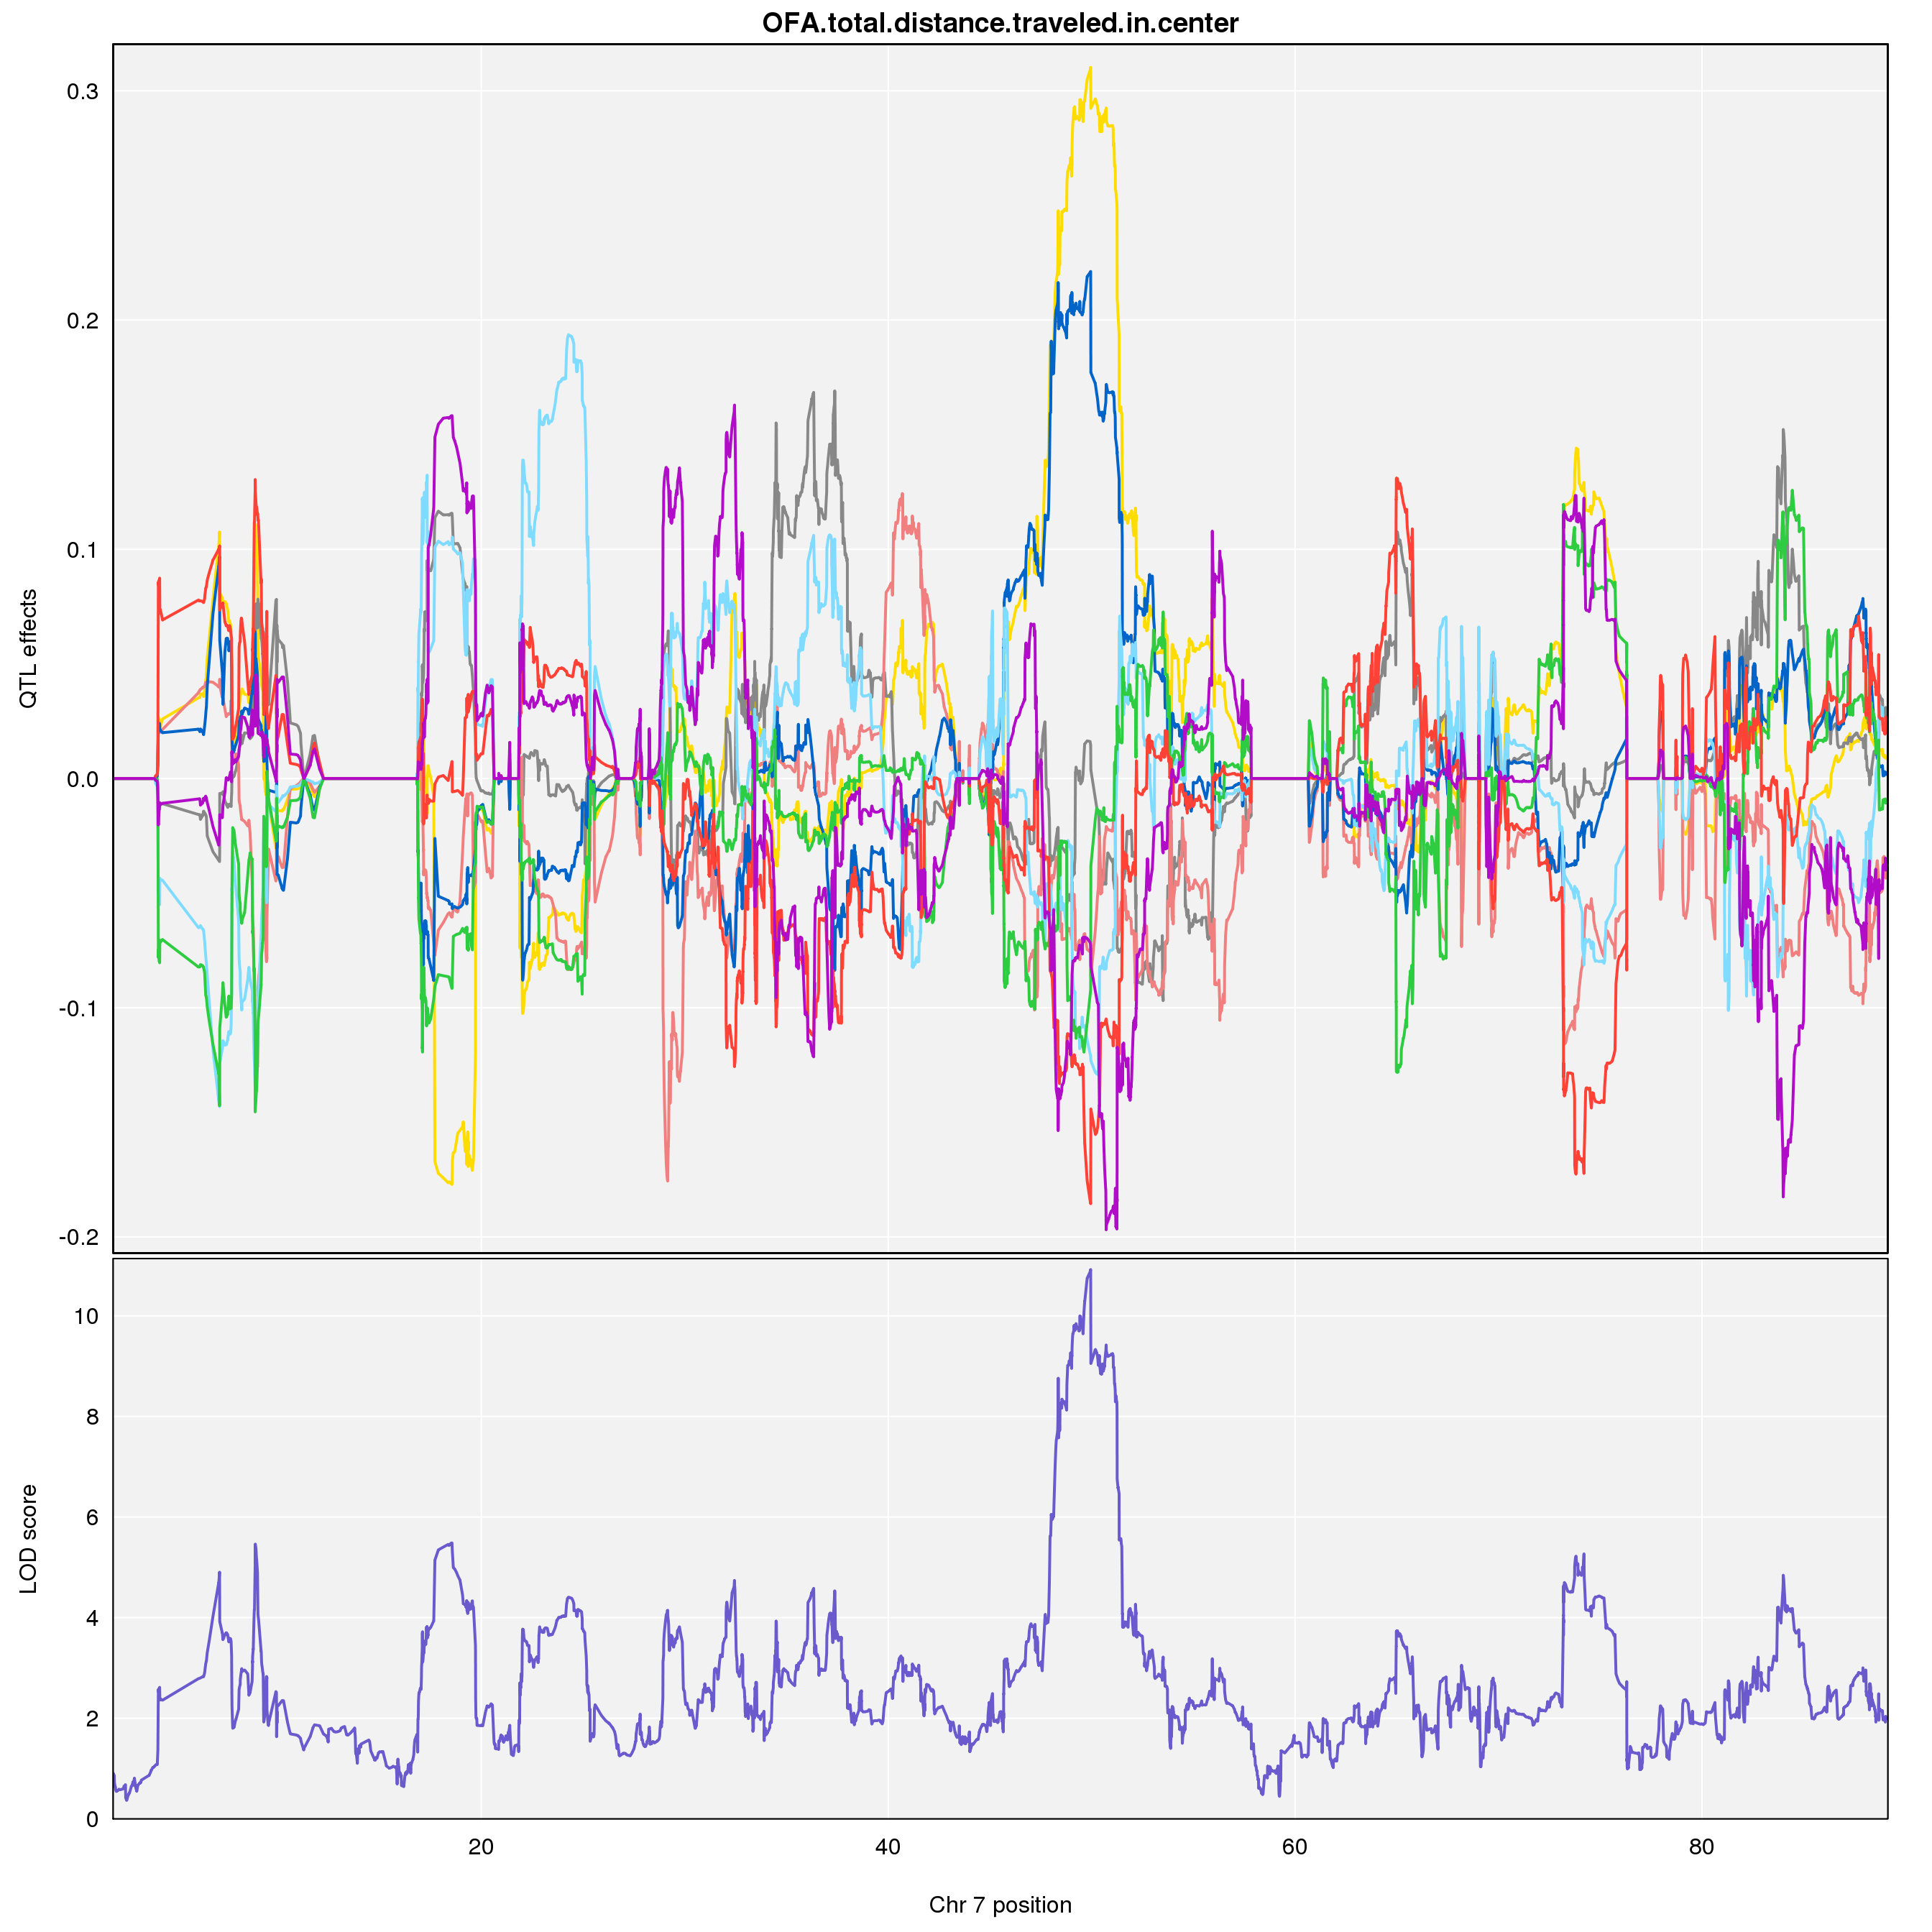 OFA.total.distance.traveled.in.center
0.3
0.2
0.1
0.0
-0.1
-0.2
QTL effects
10
8
6
4
2
0
LOD score
20 40 60 80
Chr 7 position